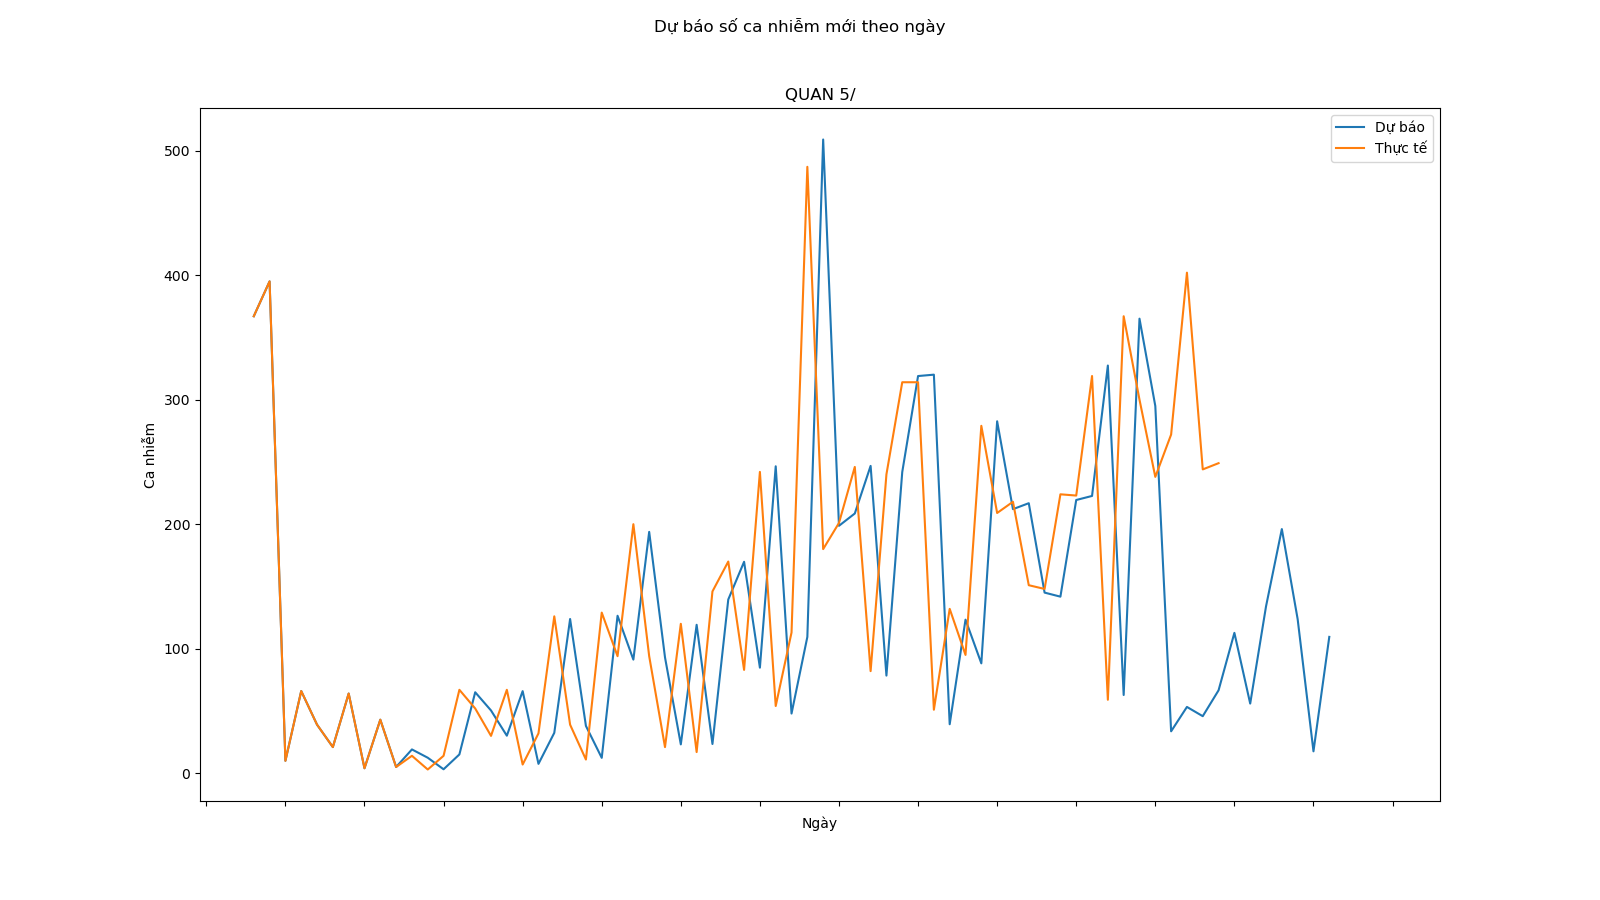 Dự báo số ca nhiễm mới theo ngày
QUAN 5/
Dự báo
Thực tế
500
400
300
200
100
0
Ca nhiễm
Ngày